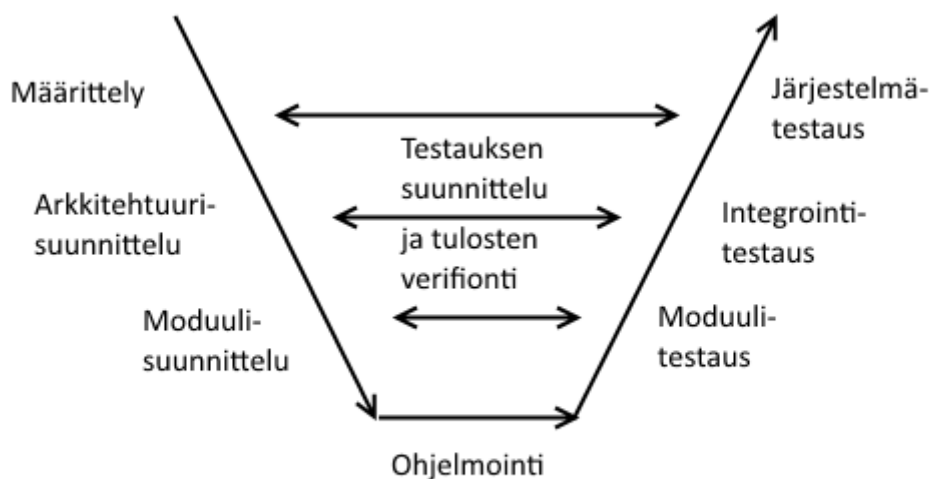 Määrittely
Järjestelmä-
testaus
Testauksen
suunnittelu
Arkkitehtuuri-
suunnittelu
Integrointi-
testaus
ja tulosten
verifionti
Moduuli-
suunnittelu
Moduuli-
testaus
Ohjelmointi